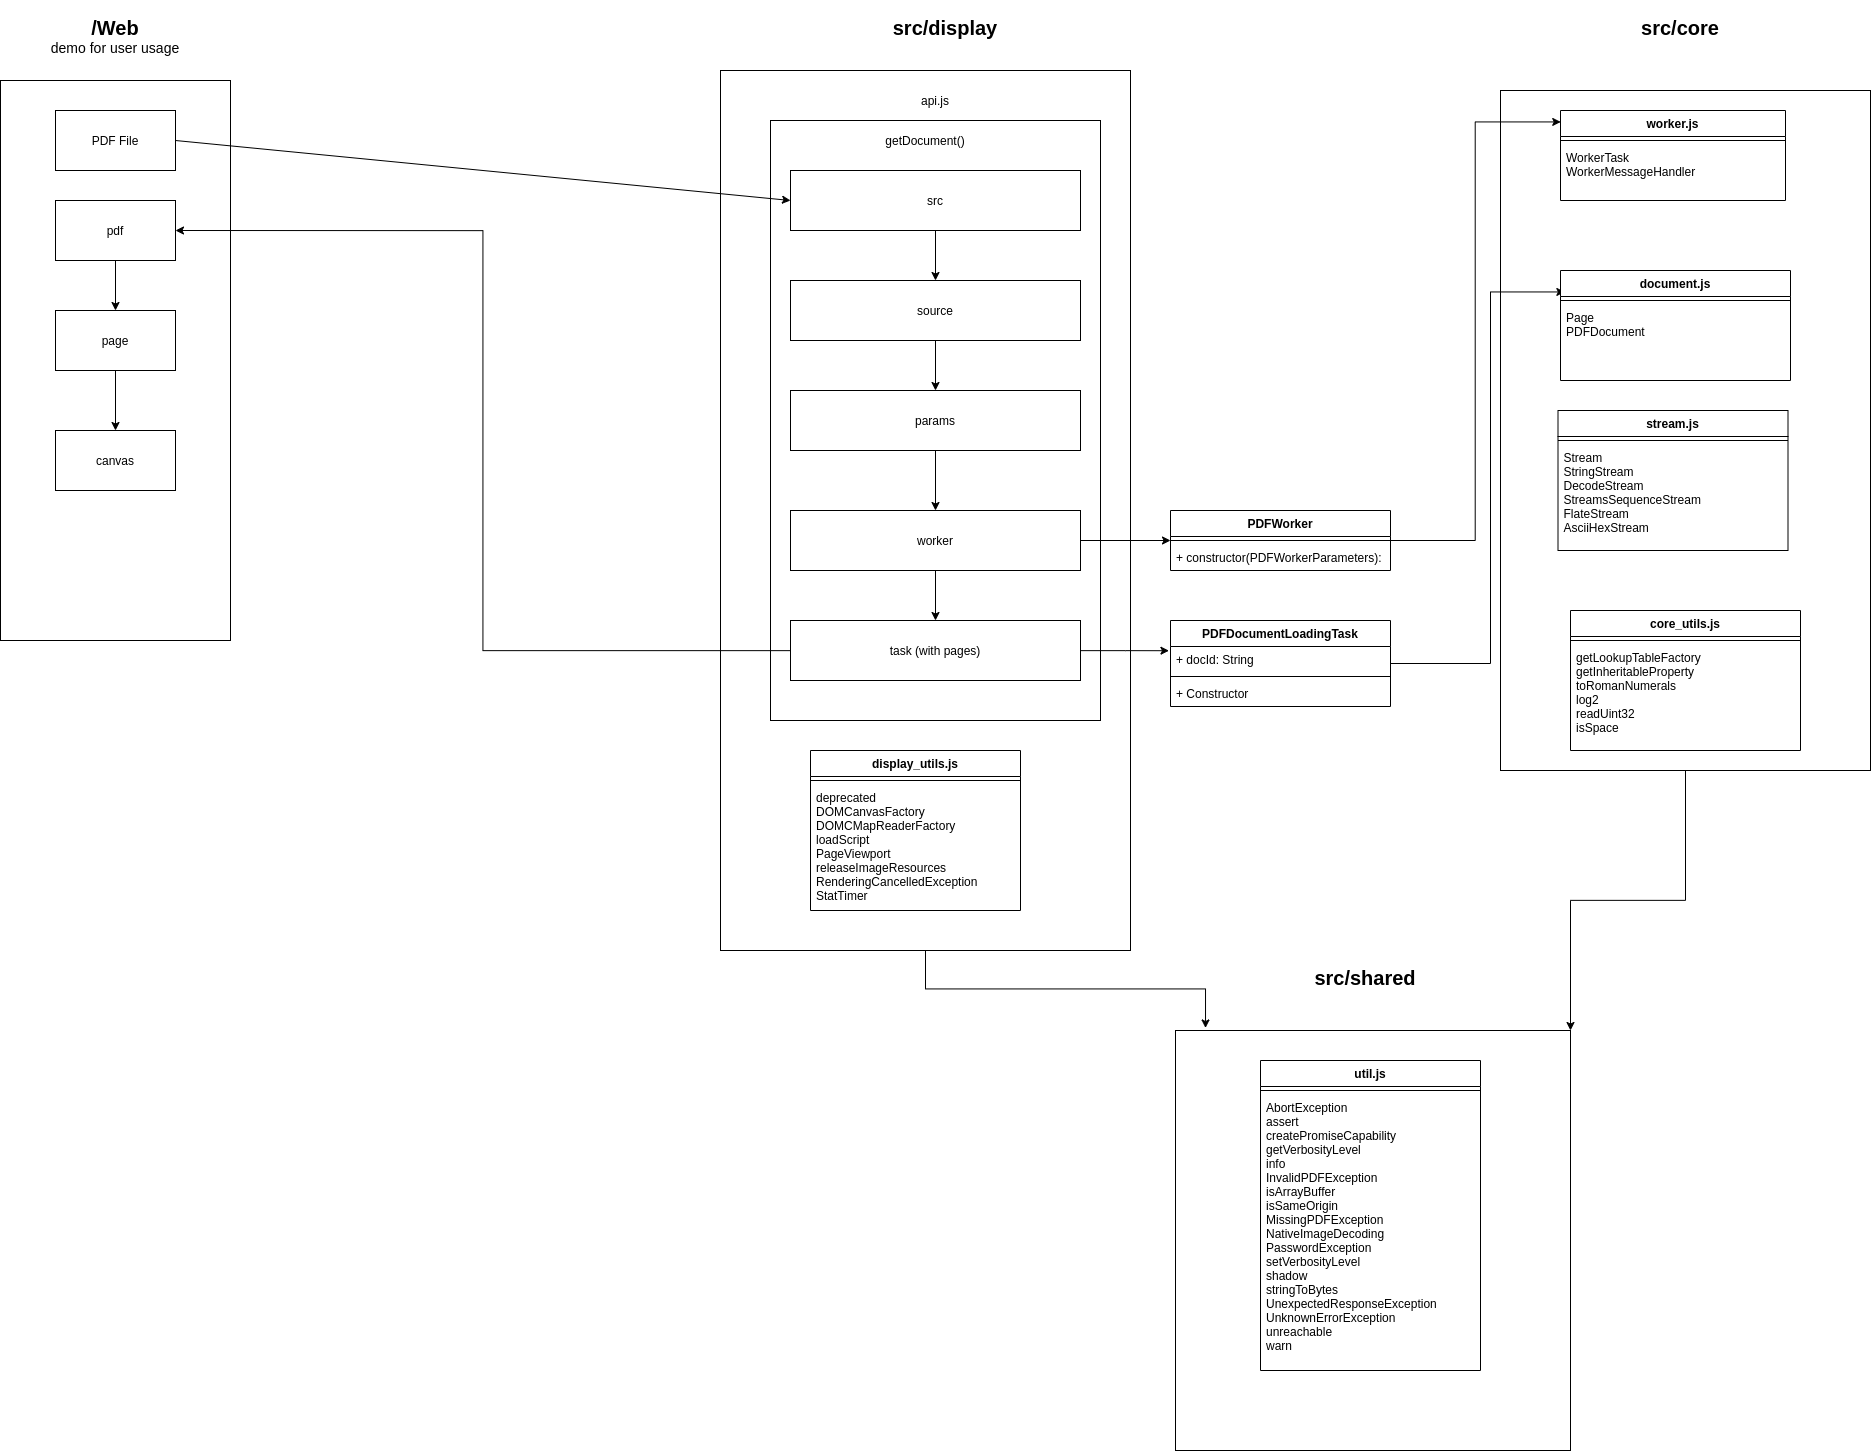 /Web
demo for user usage
PDF File
pdf
page
canvas
src/display
api.js
getDocument()
src
source
params
worker
task (with pages)
display_utils.js
deprecated
DOMCanvasFactory
DOMCMapReaderFactory
loadScript
PageViewport
releaseImageResources
RenderingCancelledException
StatTimer
PDFWorker
+ constructor(PDFWorkerParameters):
PDFDocumentLoadingTask
+ docId: String
+ Constructor
src/core
worker.js
WorkerTask
WorkerMessageHandler
document.js
Page
PDFDocument
stream.js
Stream
StringStream
DecodeStream
StreamsSequenceStream
FlateStream
AsciiHexStream
core_utils.js
getLookupTableFactory
getInheritableProperty
toRomanNumerals
log2
readUint32
isSpace
src/shared
util.js
AbortException
assert
createPromiseCapability
getVerbosityLevel
info
InvalidPDFException
isArrayBuffer
isSameOrigin
MissingPDFException
NativeImageDecoding
PasswordException
setVerbosityLevel
shadow
stringToBytes
UnexpectedResponseException
UnknownErrorException
unreachable
warn